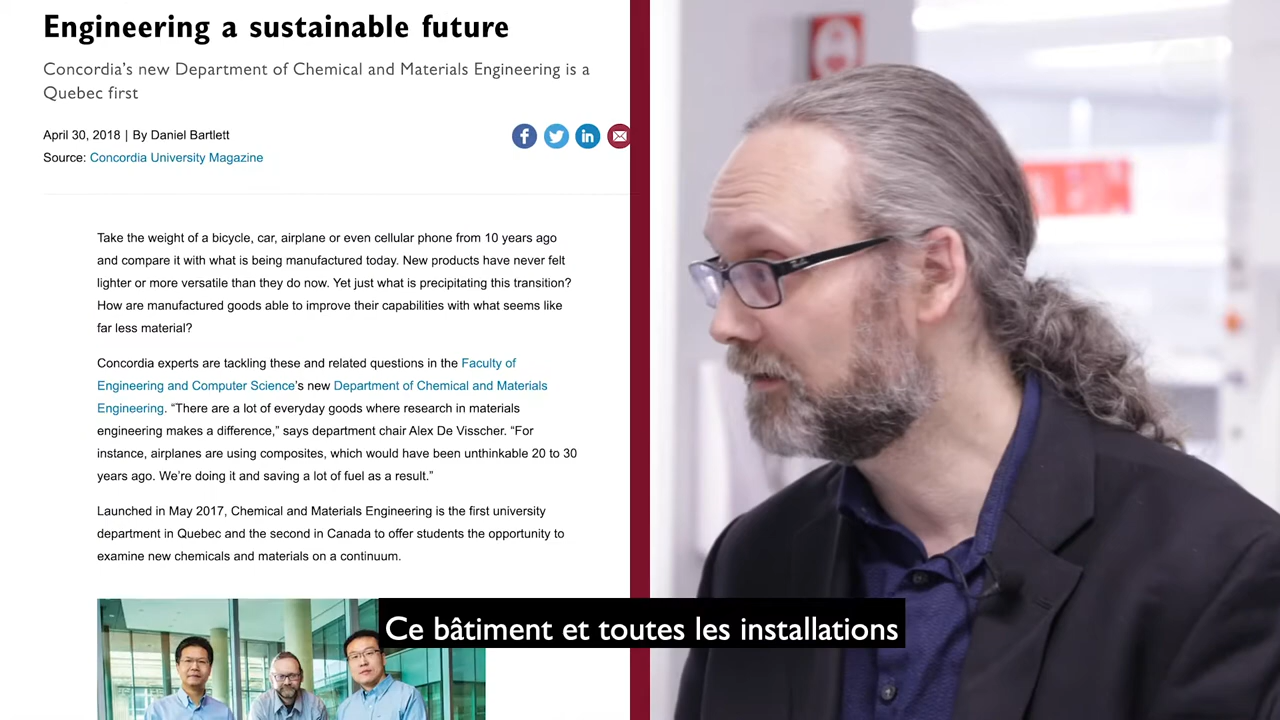 Engineering a sustainable future
Concordia’s new Department of Chemical and Materials Engineering is a
Quebec first
April 30, 2018 | By Daniel Bartlett
Source: Concordia University Magazine
Take the weight of a bicycle, car, airplane or even cellular phone from 10 years ago
and compare it with what is being manufactured today. New products have never felt
lighter or more versatile than they do now. Yet just what is precipitating this transition?
How are manufactured goods able to improve their capabilities with what seems like
far less material?
Concordia experts are tackling these and related questions in the Faculty of
Engineering and Computer Science’s new Department of Chemical and Materials
Engineering. “There are a lot of everyday goods where research in materials
engineering makes a difference,” says department chair Alex De Visscher. “For
instance, airplanes are using composites, which would have been unthinkable 20 to 30
years ago. We’re doing it and saving a lot of fuel as a result.”
Launched in May 2017, Chemical and Materials Engineering is the first university
department in Quebec and the second in Canada to offer students the opportunity to
examine new chemicals and materials on a continuum.
Ce bâtiment et toutes les installations